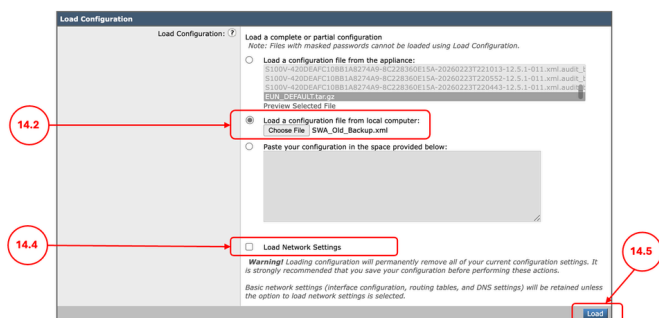 Load Configuration
Load Configuration: ?
Load a complete or partial configuration
Note: Files with masked passwords cannot be loaded using Load Configuration.
Load a configuration file from the appliance:
S100V-420DEAFC10BB1A8274A9-8C228360E15A-20260223T221013-12.5.1-011.xml.audit_b
S100V-420DEAFC10BB1A8274A9-8C228360E15A-20260223T220552-12.5.1-011.xml.audit_b
S100V-420DEAFC10BB1A8274A9-8C228360E15A-20260223T220443-12.5.1-011.xml.audit_b
EUN_DEFAULT.tar.gz
Preview Selected File
14.2
Load a configuration file from local computer:
Choose File SWA_Old_Backup.xml
Paste your configuration in the space provided below:
14.4
Load Network Settings
14.5
Warning! Loading configuration will permanently remove all of your current configuration settings. It
is strongly recommended that you save your configuration before performing these actions.
Basic network settings (interface configuration, routing tables, and DNS settings) will be retained unless
the option to load network settings is selected.
Load